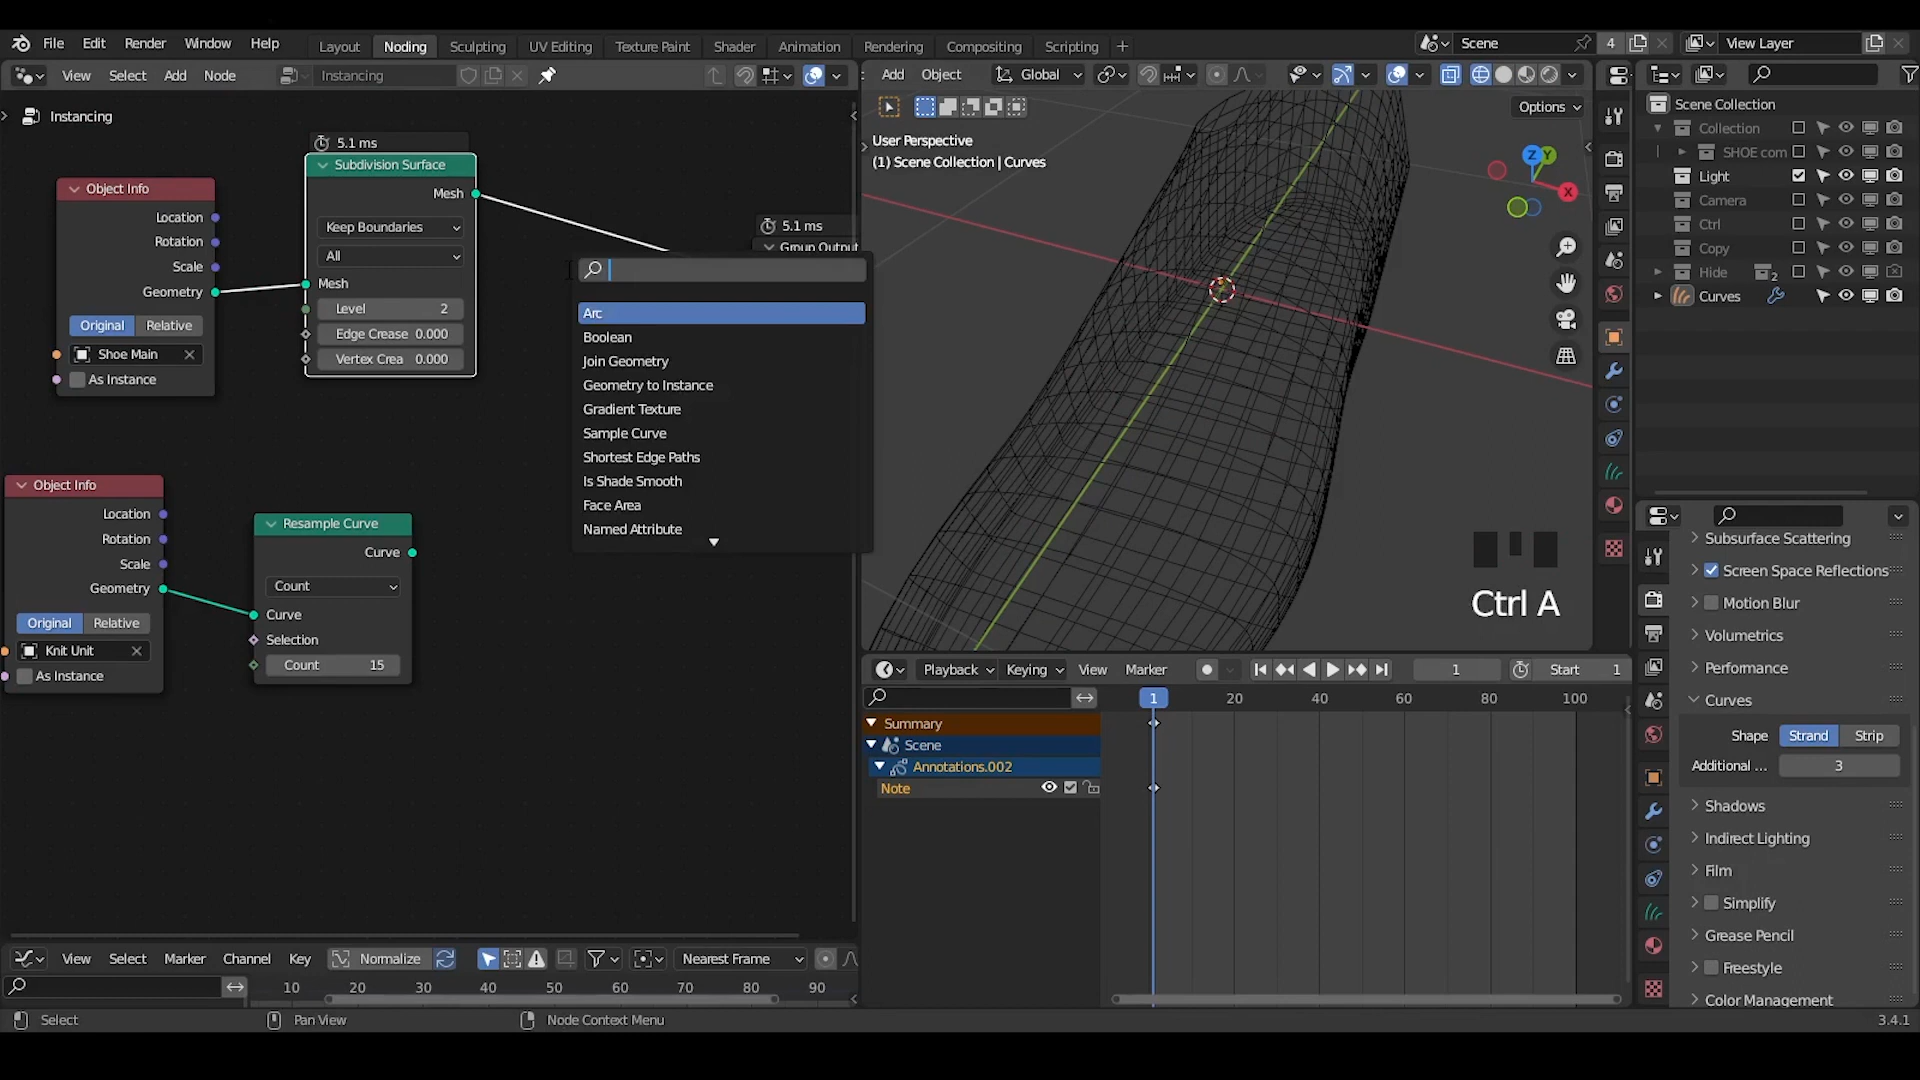 File Edit Render Window Help Layout Noding Sculpting UV Editing Texture Paint Shader Animation Rendering Compositing Scripting Scene 4 View Layer
View Select Add Node Instancing Add Object Global
Instancing
Options
User Perspective
(1) Scene Collection | Curves
Z
Y
X
5.1 ms
Subdivision Surface
Mesh
Keep Boundaries
All
Mesh
Level 2
Edge Crease 0.000
Vertex Crea 0.000
Object Info
Location
Rotation
Scale
Geometry
Original Relative
Shoe Main
As Instance
5.1 ms
Group Output
Arc
Boolean
Join Geometry
Geometry to Instance
Gradient Texture
Sample Curve
Shortest Edge Paths
Is Shade Smooth
Face Area
Named Attribute
Object Info
Location
Rotation
Scale
Geometry
Original Relative
Knit Unit
As Instance
Resample Curve
Curve
Count
Curve
Selection
Count 15
Ctrl A
Scene Collection
Collection
SHOE com
Light
Camera
Ctrl
Copy
Hide 2
Curves
Playback Keying View Marker 1 Start 1
1 20 40 60 80 100
Summary
Scene
Annotations.002
Note
Subsurface Scattering
Screen Space Reflections
Motion Blur
Volumetrics
Performance
Curves
Shape Strand Strip
Additional ... 3
Shadows
Indirect Lighting
Film
Simplify
Grease Pencil
Freestyle
Color Management
View Select Marker Channel Key Normalize Nearest Frame
10 20 30 40 50 60 70 80 90
Select Pan View Node Context Menu 3.4.1